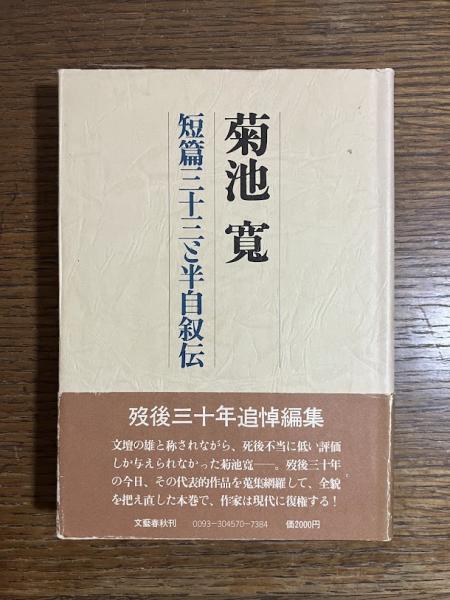 菊池 寛
短篇三十三と半自叙伝
歿後三十年追悼編集
文壇の雄と称されながら、死後不当に低い評価
しか与えられなかった菊池寛――。歿後三十年
の今日、その代表的作品を蒐集網羅して、全貌
を把え直した本巻で、作家は現代に復権する!
文藝春秋刊 0093-304570-7384 価2000円